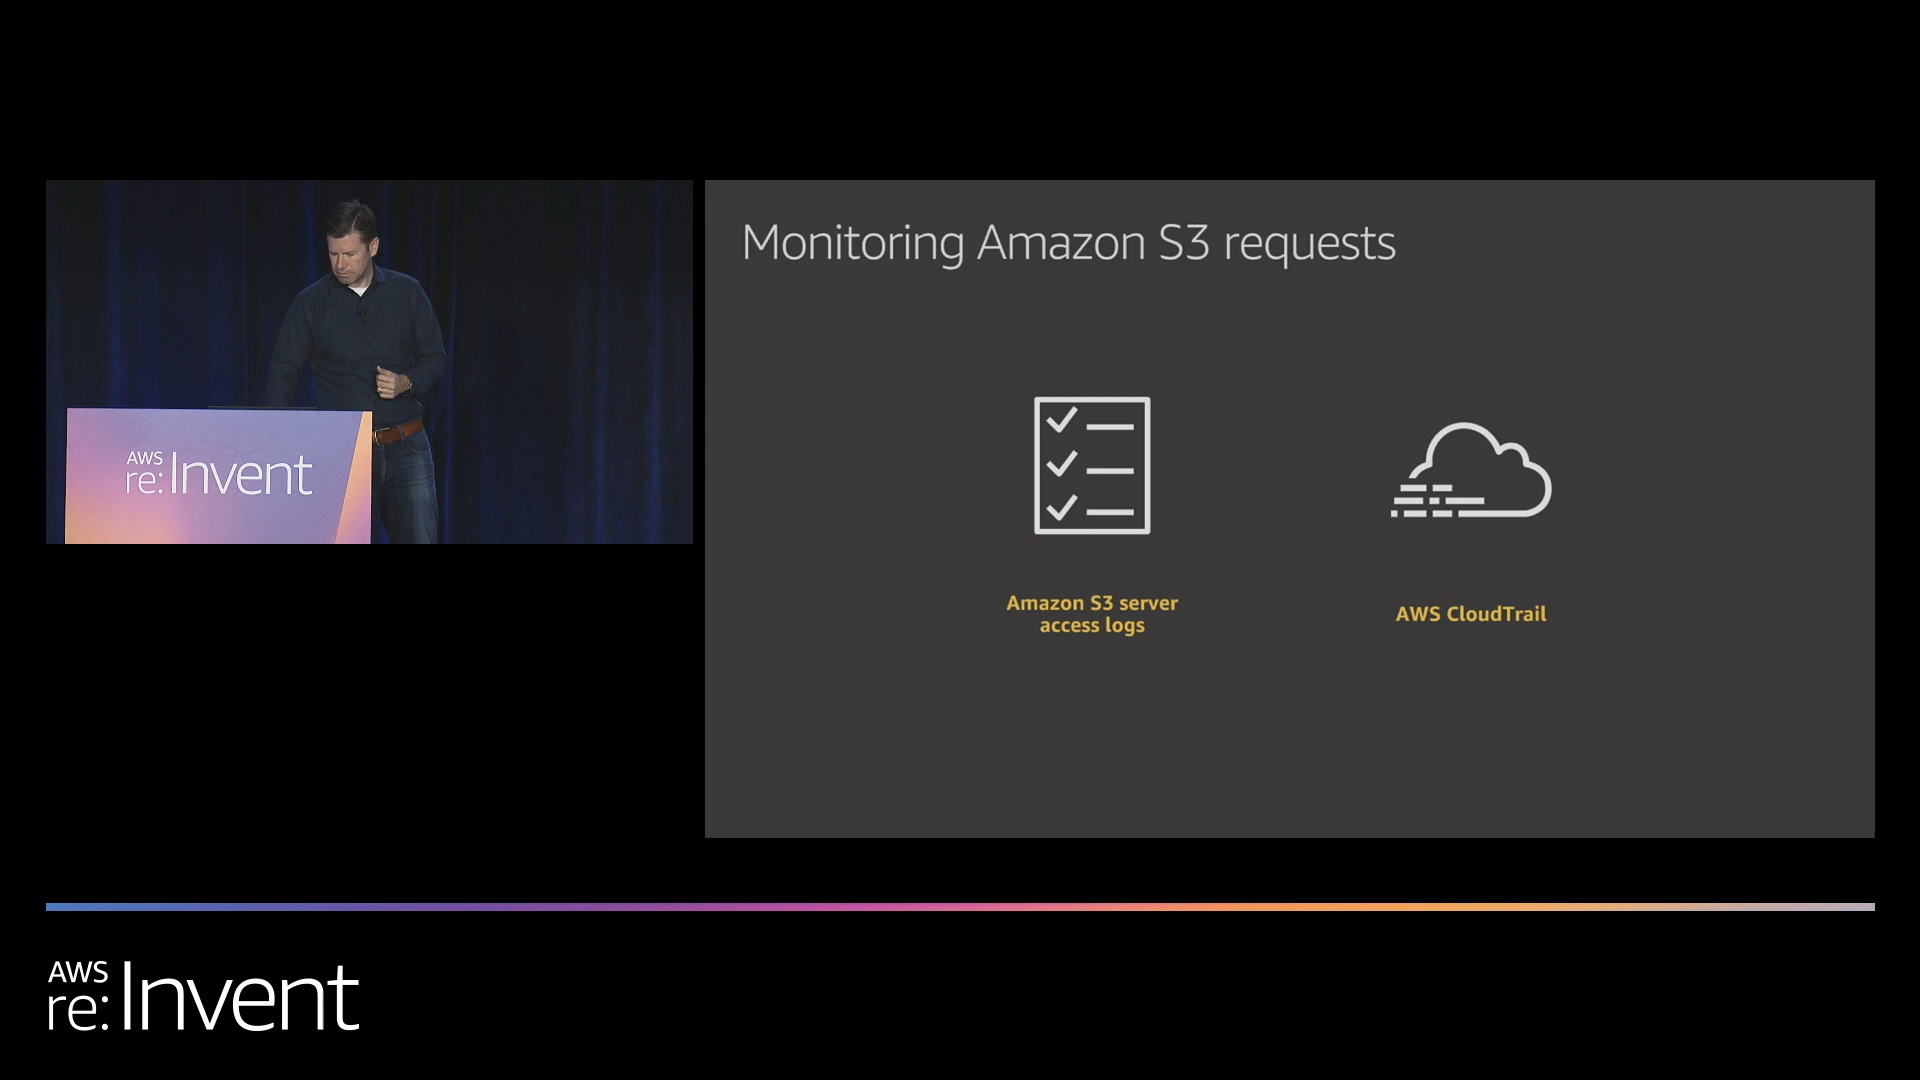 Monitoring Amazon S3 requests
AWS
re:Invent
Amazon S3 server
access logs
AWS CloudTrail
AWS
re:Invent